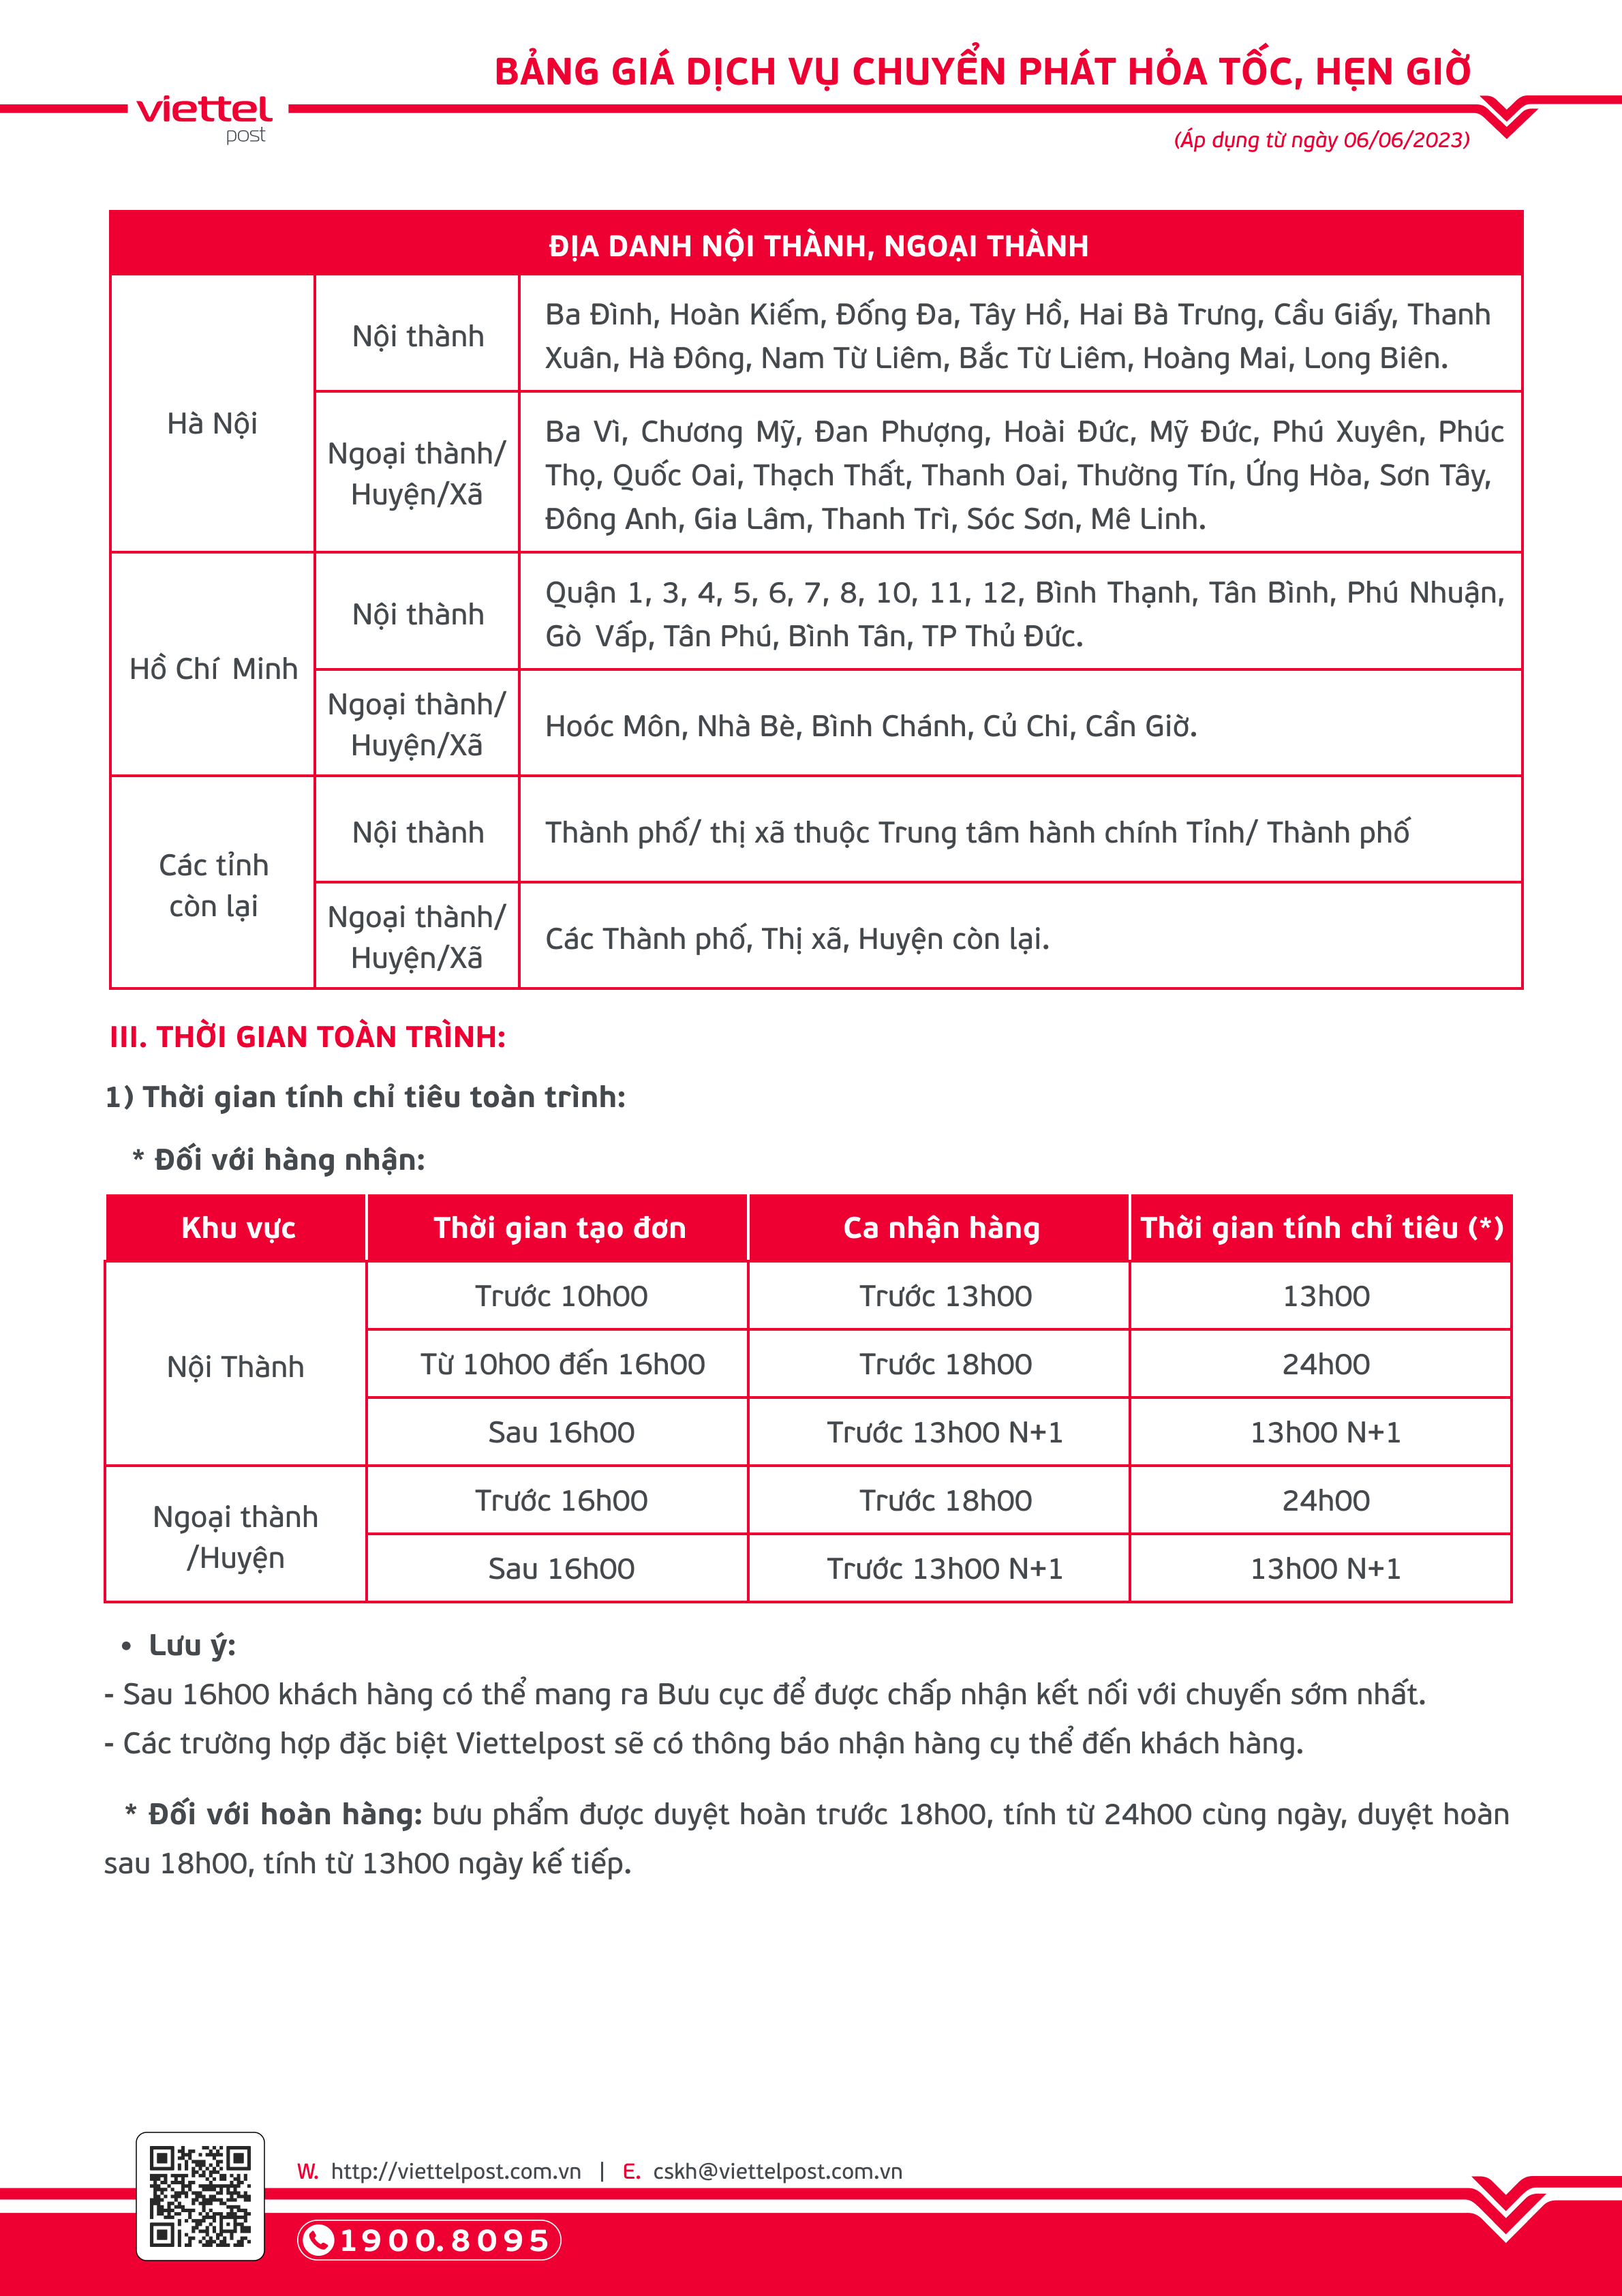 BẢNG GIÁ DỊCH VỤ CHUYỂN PHÁT HỎA TỐC, HẸN GIỜ
viettel
post
(Áp dụng từ ngày 06/06/2023)
ĐỊA DANH NỘI THÀNH, NGOẠI THÀNH
Hà Nội
Nội thành
Ba Đình, Hoàn Kiếm, Đống Đa, Tây Hồ, Hai Bà Trưng, Cầu Giấy, Thanh
Xuân, Hà Đông, Nam Từ Liêm, Bắc Từ Liêm, Hoàng Mai, Long Biên.
Ngoại thành/
Huyện/Xã
Ba Vì, Chương Mỹ, Đan Phượng, Hoài Đức, Mỹ Đức, Phú Xuyên, Phúc
Thọ, Quốc Oai, Thạch Thất, Thanh Oai, Thường Tín, Ứng Hòa, Sơn Tây,
Đông Anh, Gia Lâm, Thanh Trì, Sóc Sơn, Mê Linh.
Hồ Chí Minh
Nội thành
Quận 1, 3, 4, 5, 6, 7, 8, 10, 11, 12, Bình Thạnh, Tân Bình, Phú Nhuận,
Gò Vấp, Tân Phú, Bình Tân, TP Thủ Đức.
Ngoại thành/
Huyện/Xã
Hoóc Môn, Nhà Bè, Bình Chánh, Củ Chi, Cần Giờ.
Các tỉnh
còn lại
Nội thành
Thành phố/ thị xã thuộc Trung tâm hành chính Tỉnh/ Thành phố
Ngoại thành/
Huyện/Xã
Các Thành phố, Thị xã, Huyện còn lại.
III. THỜI GIAN TOÀN TRÌNH:
1) Thời gian tính chỉ tiêu toàn trình:
* Đối với hàng nhận:
Khu vực Thời gian tạo đơn Ca nhận hàng Thời gian tính chỉ tiêu (*)
Nội Thành
Trước 10h00 Trước 13h00 13h00
Từ 10h00 đến 16h00 Trước 18h00 24h00
Sau 16h00 Trước 13h00 N+1 13h00 N+1
Ngoại thành
/Huyện
Trước 16h00 Trước 18h00 24h00
Sau 16h00 Trước 13h00 N+1 13h00 N+1
• Lưu ý:
- Sau 16h00 khách hàng có thể mang ra Bưu cục để được chấp nhận kết nối với chuyến sớm nhất.
- Các trường hợp đặc biệt Viettelpost sẽ có thông báo nhận hàng cụ thể đến khách hàng.
* Đối với hoàn hàng: bưu phẩm được duyệt hoàn trước 18h00, tính từ 24h00 cùng ngày, duyệt hoàn
sau 18h00, tính từ 13h00 ngày kế tiếp.
W. http://viettelpost.com.vn | E. cskh@viettelpost.com.vn
1900.8095